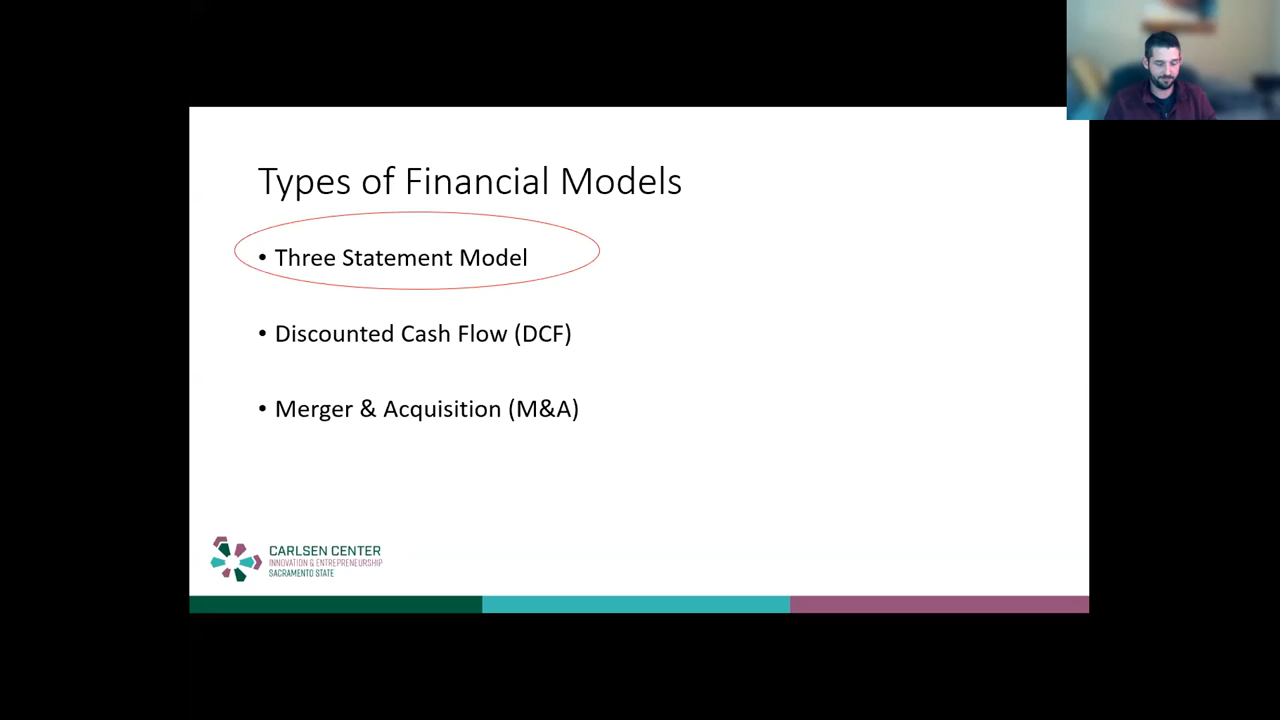 Types of Financial Models
• Three Statement Model
• Discounted Cash Flow (DCF)
• Merger & Acquisition (M&A)
CARLSEN CENTER
INNOVATION & ENTREPRENEURSHIP
SACRAMENTO STATE